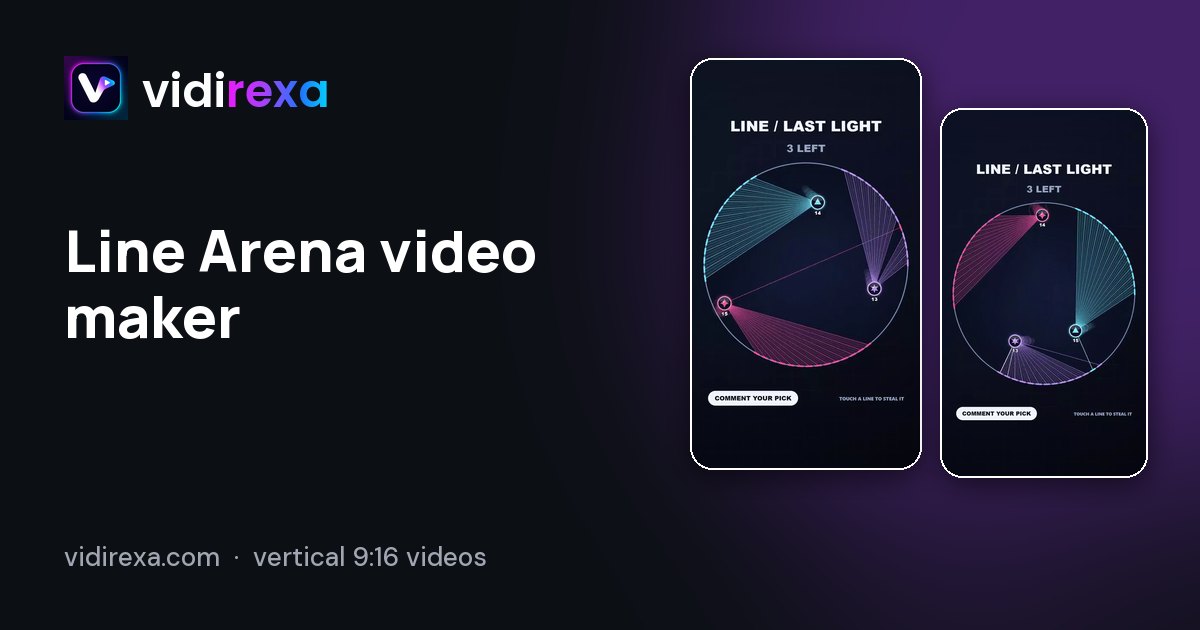 vidirexa
Line Arena video
maker
vidirexa.com · vertical 9:16 videos
LINE / LAST LIGHT
3 LEFT
14
13
15
COMMENT YOUR PICK
TOUCH A LINE TO STEAL IT
LINE / LAST LIGHT
3 LEFT
14
15
13
COMMENT YOUR PICK
TOUCH A LINE TO STEAL IT